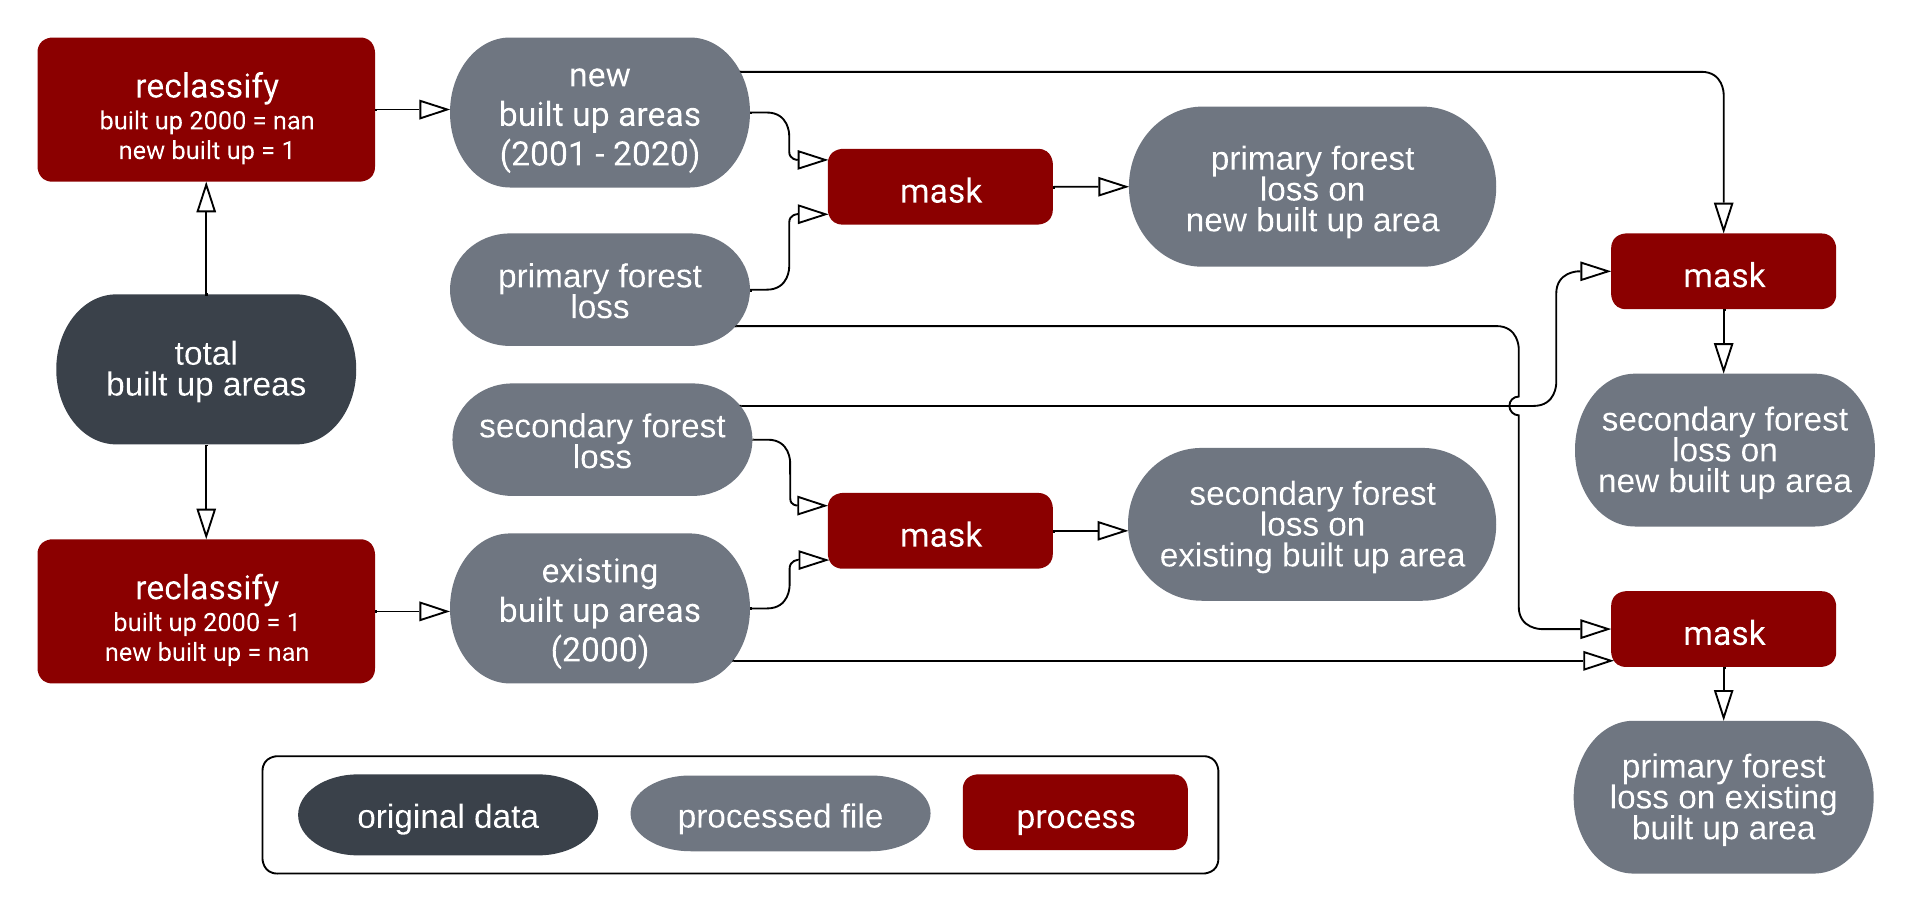 reclassify
built up 2000 = nan
new built up = 1
new
built up areas
(2001 - 2020)
mask
primary forest
loss on
new built up area
primary forest
loss
mask
total
built up areas
secondary forest
loss
secondary forest
loss on
new built up area
mask
secondary forest
loss on
existing built up area
reclassify
built up 2000 = 1
new built up = nan
existing
built up areas
(2000)
mask
primary forest
loss on existing
built up area
original data
processed file
process